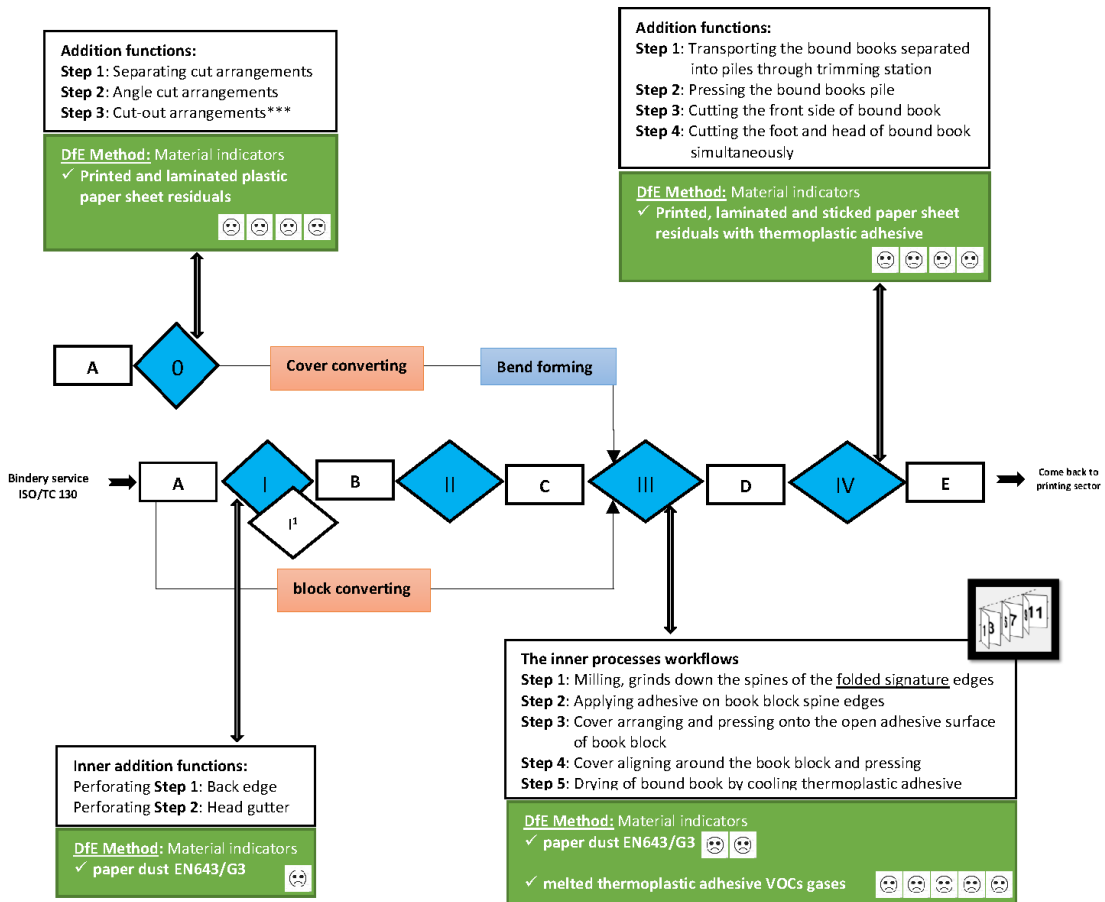 Addition functions:
Step 1: Separating cut arrangements
Step 2: Angle cut arrangements
Step 3: Cut-out arrangements***
DfE Method: Material indicators
✓ Printed and laminated plastic
paper sheet residuals
Addition functions:
Step 1: Transporting the bound books separated
into piles through trimming station
Step 2: Pressing the bound books pile
Step 3: Cutting the front side of bound book
Step 4: Cutting the foot and head of bound book
simultaneously
DfE Method: Material indicators
✓ Printed, laminated and sticked paper sheet
residuals with thermoplastic adhesive
A
0
Cover converting
Bend forming
Bindery service
ISO/TC 130
A
I
I¹
B
II
C
III
D
IV
E
Come back to
printing sector
block converting
13
67
811
The inner processes workflows
Step 1: Milling, grinds down the spines of the folded signature edges
Step 2: Applying adhesive on book block spine edges
Step 3: Cover arranging and pressing onto the open adhesive surface
of book block
Step 4: Cover aligning around the book block and pressing
Step 5: Drying of bound book by cooling thermoplastic adhesive
DfE Method: Material indicators
✓ paper dust EN643/G3
✓ melted thermoplastic adhesive VOCs gases
Inner addition functions:
Perforating Step 1: Back edge
Perforating Step 2: Head gutter
DfE Method: Material indicators
✓ paper dust EN643/G3